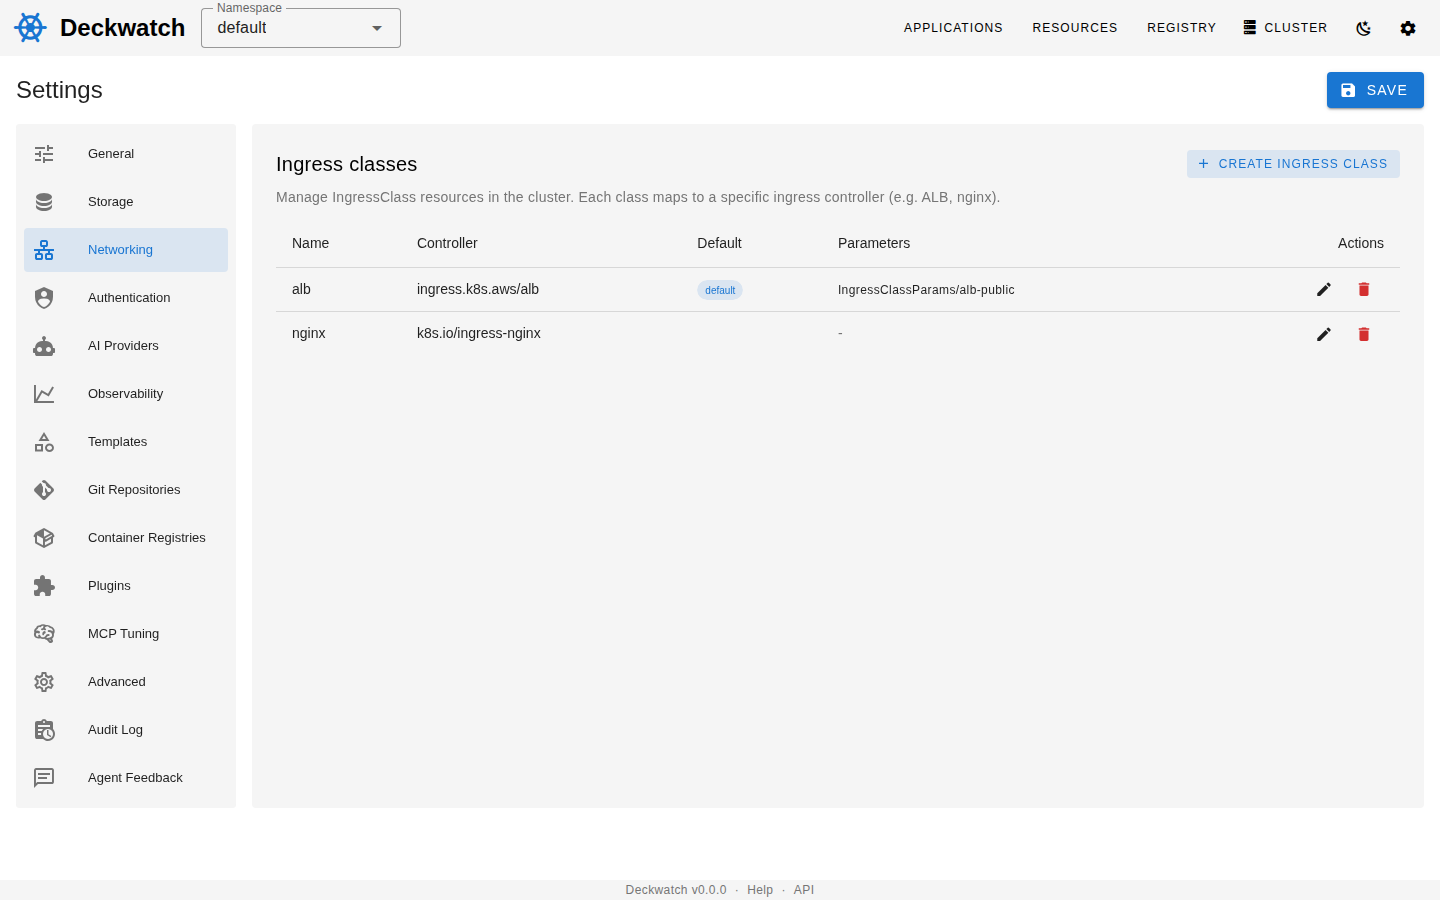 Deckwatch
Namespace
default
APPLICATIONS
RESOURCES
REGISTRY
CLUSTER
Settings
SAVE
General
Storage
Networking
Authentication
AI Providers
Observability
Templates
Git Repositories
Container Registries
Plugins
MCP Tuning
Advanced
Audit Log
Agent Feedback
Ingress classes
CREATE INGRESS CLASS
Manage IngressClass resources in the cluster. Each class maps to a specific ingress controller (e.g. ALB, nginx).
Name Controller Default Parameters Actions
alb ingress.k8s.aws/alb default IngressClassParams/alb-public
nginx k8s.io/ingress-nginx -
Deckwatch v0.0.0 · Help · API